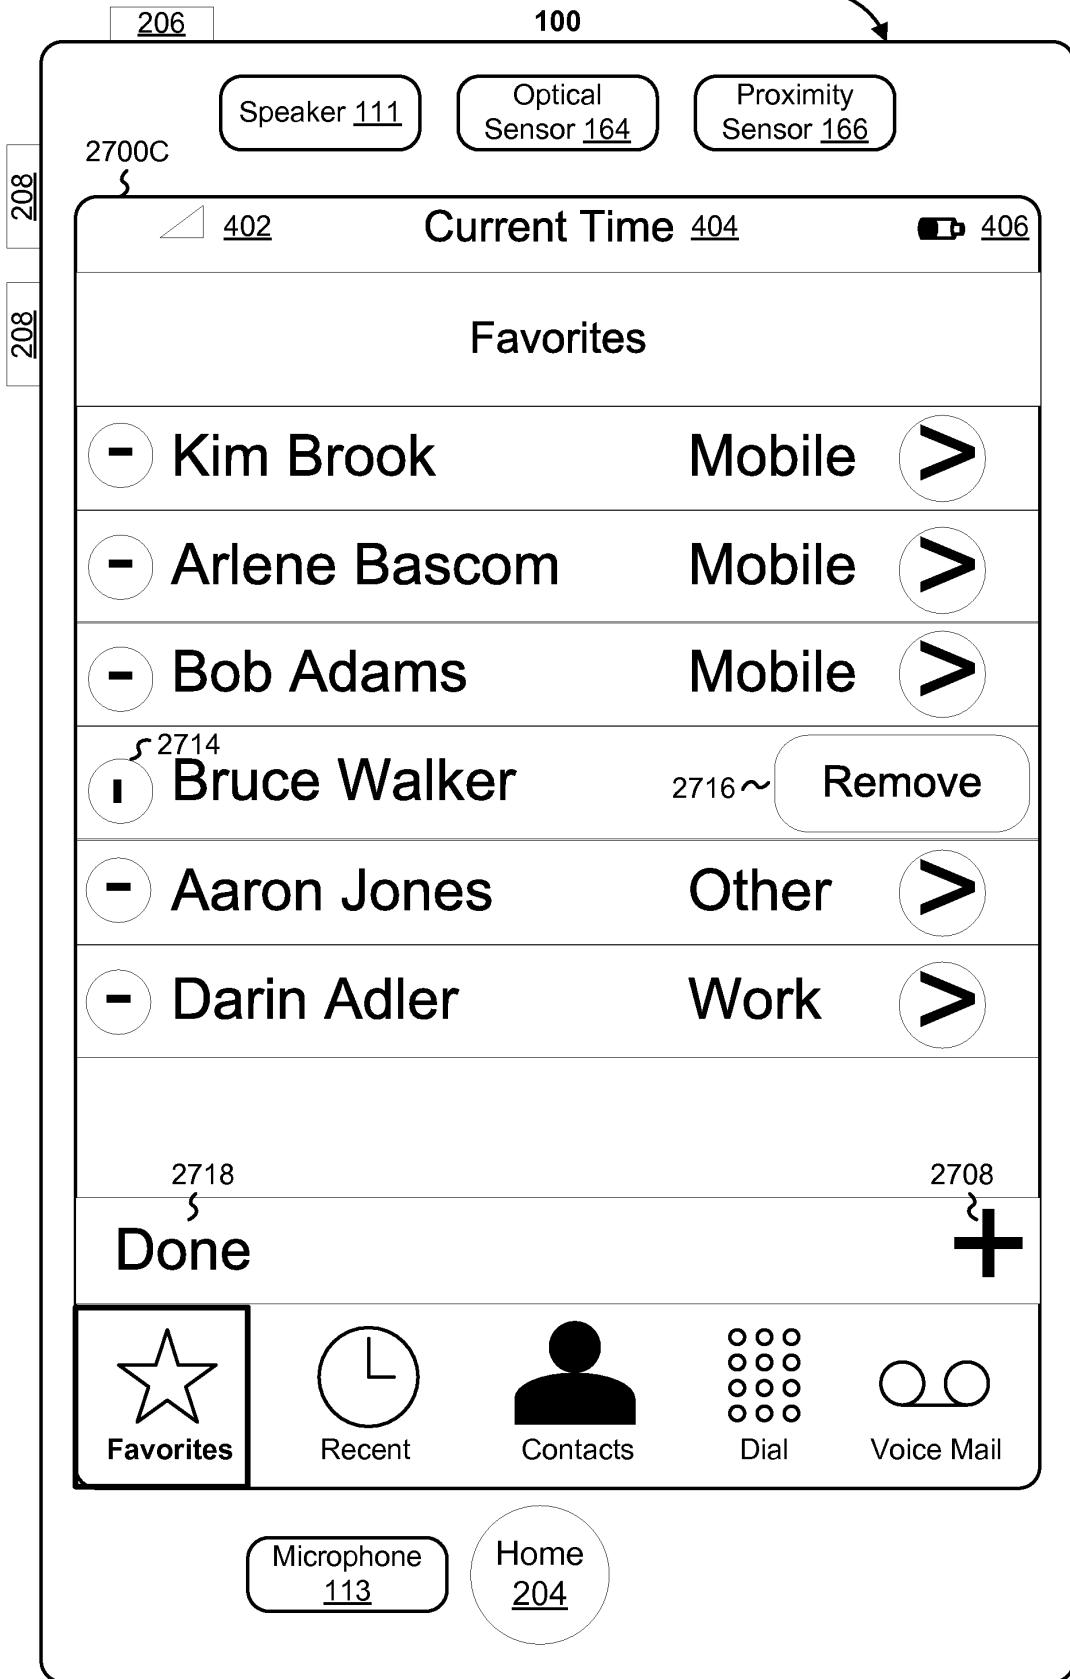 206
100
Speaker 111
Optical
Sensor 164
Proximity
Sensor 166
2700C
208
208
402 Current Time 404 406
Favorites
- Kim Brook Mobile >
- Arlene Bascom Mobile >
- Bob Adams Mobile >
2714
Bruce Walker 2716 Remove
- Aaron Jones Other >
- Darin Adler Work >
2718 2708
Done +
Favorites Recent Contacts Dial Voice Mail
Microphone
113
Home
204